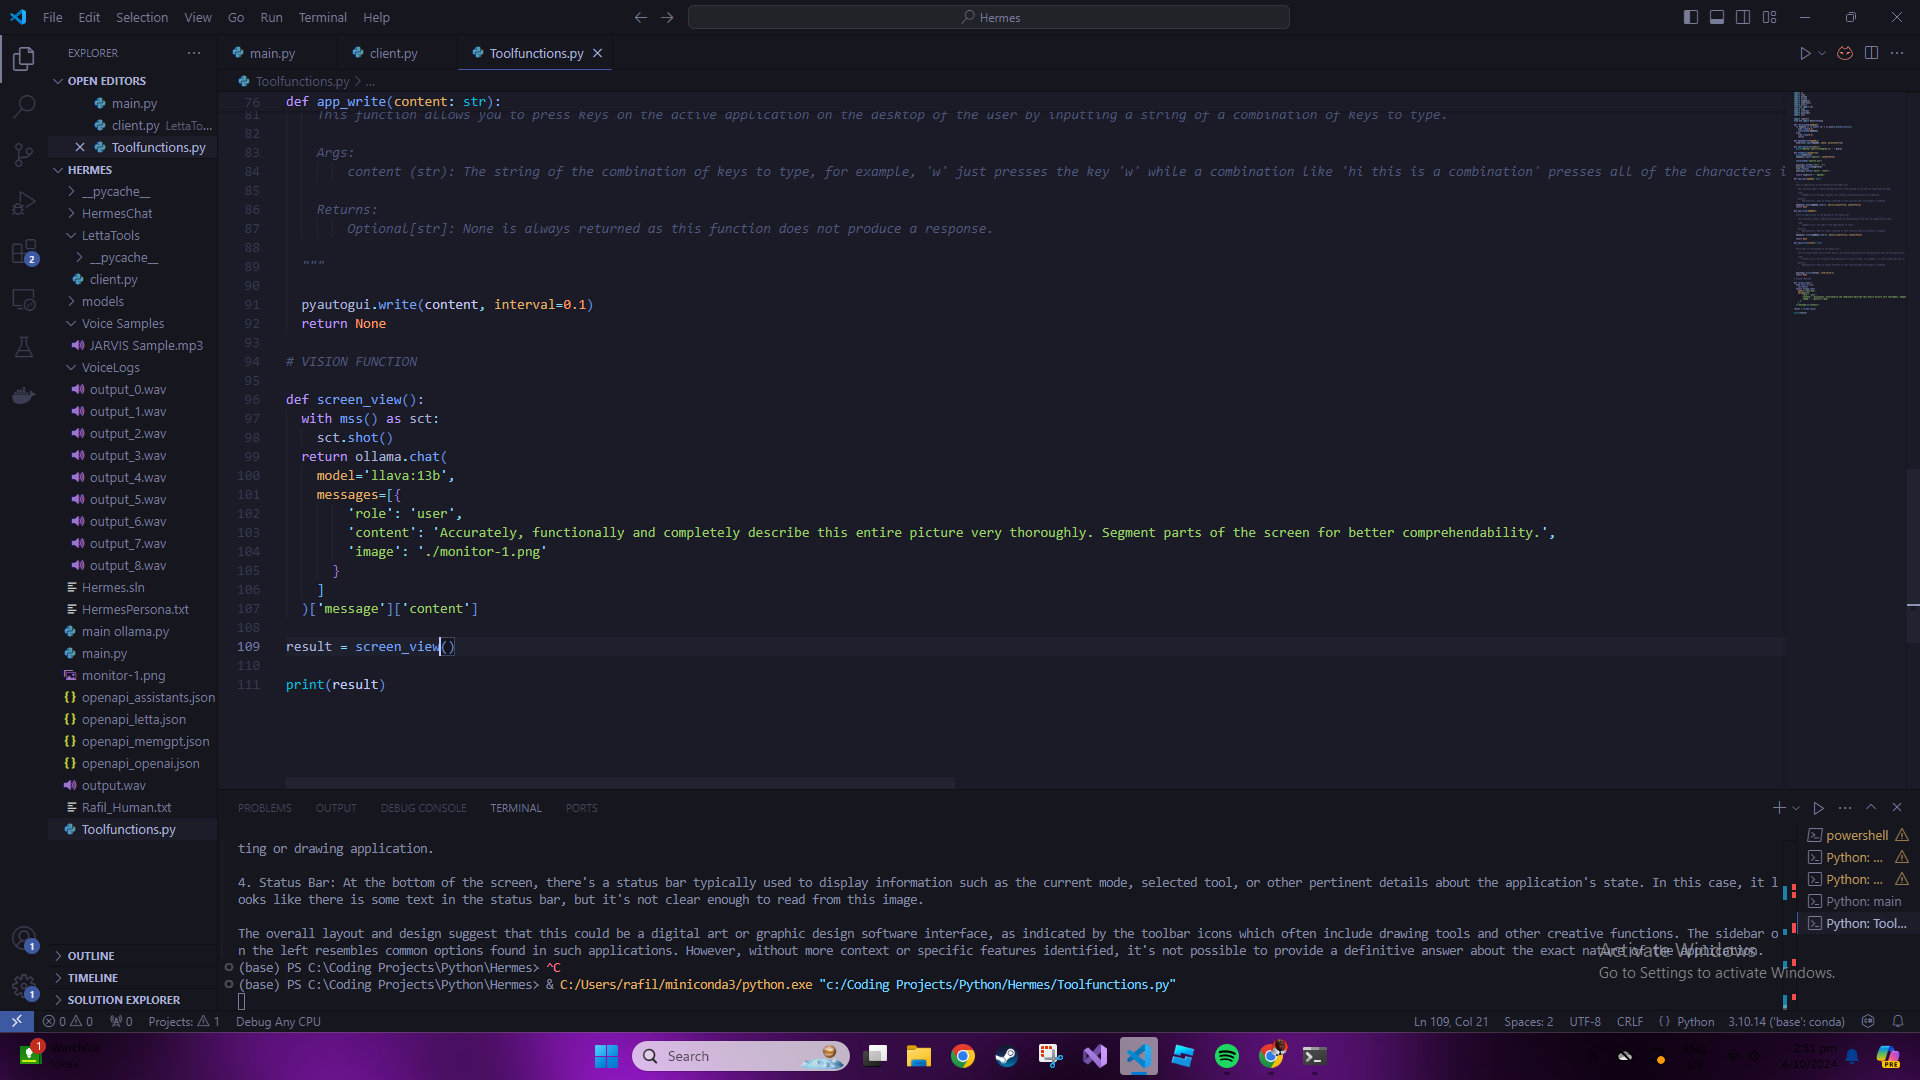 File Edit Selection View Go Run Terminal Help
Hermes
EXPLORER
OPEN EDITORS
main.py
client.py LettaTo...
Toolfunctions.py
HERMES
__pycache__
HermesChat
LettaTools
__pycache__
client.py
models
Voice Samples
JARVIS Sample.mp3
VoiceLogs
output_0.wav
output_1.wav
output_2.wav
output_3.wav
output_4.wav
output_5.wav
output_6.wav
output_7.wav
output_8.wav
Hermes.sln
HermesPersona.txt
main ollama.py
main.py
monitor-1.png
openapi_assistants.json
openapi_letta.json
openapi_memgpt.json
openapi_openai.json
output.wav
Rafil_Human.txt
Toolfunctions.py
OUTLINE
TIMELINE
SOLUTION EXPLORER
2
1
1
main.py client.py Toolfunctions.py
Toolfunctions.py > ...
76 def app_write(content: str):
81 This function allows you to press keys on the active application on the desktop of the user by inputting a string of a combination of keys to type.
82
83 Args:
84 content (str): The string of the combination of keys to type, for example, 'w' just presses the key 'w' while a combination like 'hi this is a combination' presses all of the characters i
85
86 Returns:
87 Optional[str]: None is always returned as this function does not produce a response.
88
89 """
90
91 pyautogui.write(content, interval=0.1)
92 return None
93
94 # VISION FUNCTION
95
96 def screen_view():
97 with mss() as sct:
98 sct.shot()
99 return ollama.chat(
100 model='llava:13b',
101 messages=[{
102 'role': 'user',
103 'content': 'Accurately, functionally and completely describe this entire picture very thoroughly. Segment parts of the screen for better comprehendability.',
104 'image': './monitor-1.png'
105 }
106 ]
107 )['message']['content']
108
109 result = screen_view()
110
111 print(result)
PROBLEMS OUTPUT DEBUG CONSOLE TERMINAL PORTS
ting or drawing application.
4. Status Bar: At the bottom of the screen, there's a status bar typically used to display information such as the current mode, selected tool, or other pertinent details about the application's state. In this case, it l
ooks like there is some text in the status bar, but it's not clear enough to read from this image.
The overall layout and design suggest that this could be a digital art or graphic design software interface, as indicated by the toolbar icons which often include drawing tools and other creative functions. The sidebar o
n the left resembles common options found in such applications. However, without more context or specific features identified, it's not possible to provide a definitive answer about the exact nature of the application.
(base) PS C:\Coding Projects\Python\Hermes> ^C
(base) PS C:\Coding Projects\Python\Hermes> & C:/Users/rafil/miniconda3/python.exe "c:/Coding Projects/Python/Hermes/Toolfunctions.py"
powershell
Python: ...
Python: ...
Python: main
Python: Tool...
Activate Windows
Go to Settings to activate Windows.
0 0 0 Projects: 1 Debug Any CPU
Ln 109, Col 21 Spaces: 2 UTF-8 CRLF {} Python 3.10.14 ('base': conda)
1 Watchlist
Ideas
Search
ENG
2:51 pm
4/10/2024
PRE